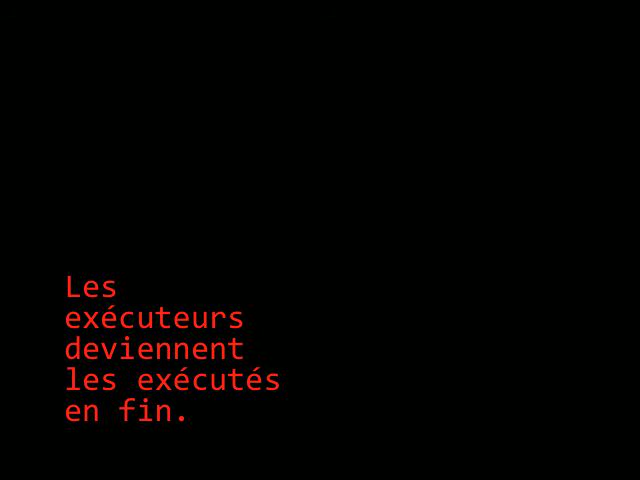 Les
exécuteurs
deviennent
les exécutés
en fin.